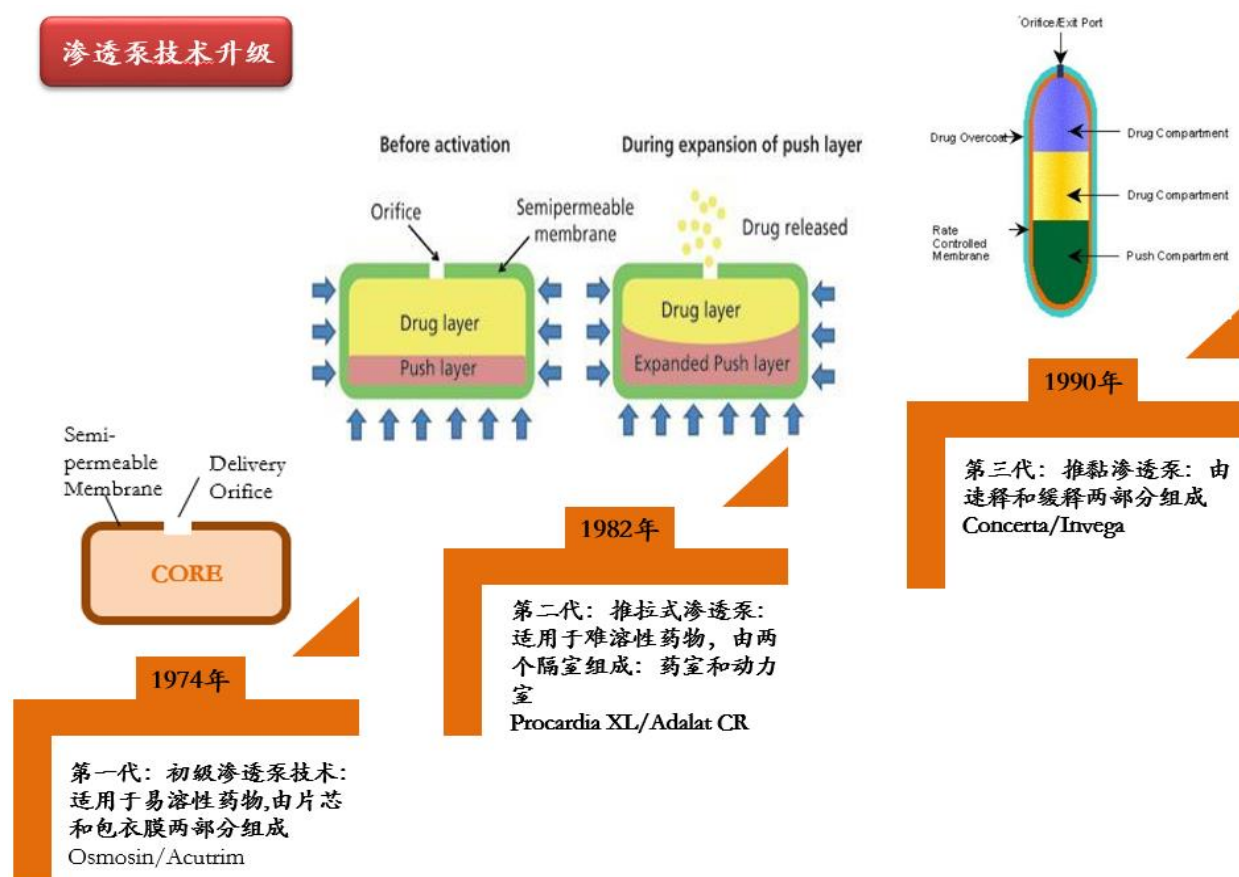 渗透泵技术升级
Before activation
During expansion of push layer
Orifice
Semipermeable
membrane
Drug released
Drug layer
Push layer
Drug layer
Expanded Push layer
Orifice/Exit Port
Drug Overcoat
Drug Compartment
Drug Compartment
Rate
Controlled
Membrane
Push Compartment
Semi-
permeable
Membrane
Delivery
Orifice
CORE
1974年
第一代：初级渗透泵技术：
适用于易溶性药物,由片芯
和包衣膜两部分组成
Osmosin/Acutrim
1982年
第二代：推拉式渗透泵：
适用于难溶性药物，由两
个隔室组成：药室和动力
室
Procardia XL/Adalat CR
1990年
第三代：推黏渗透泵：由
速释和缓释两部分组成
Concerta/Invega